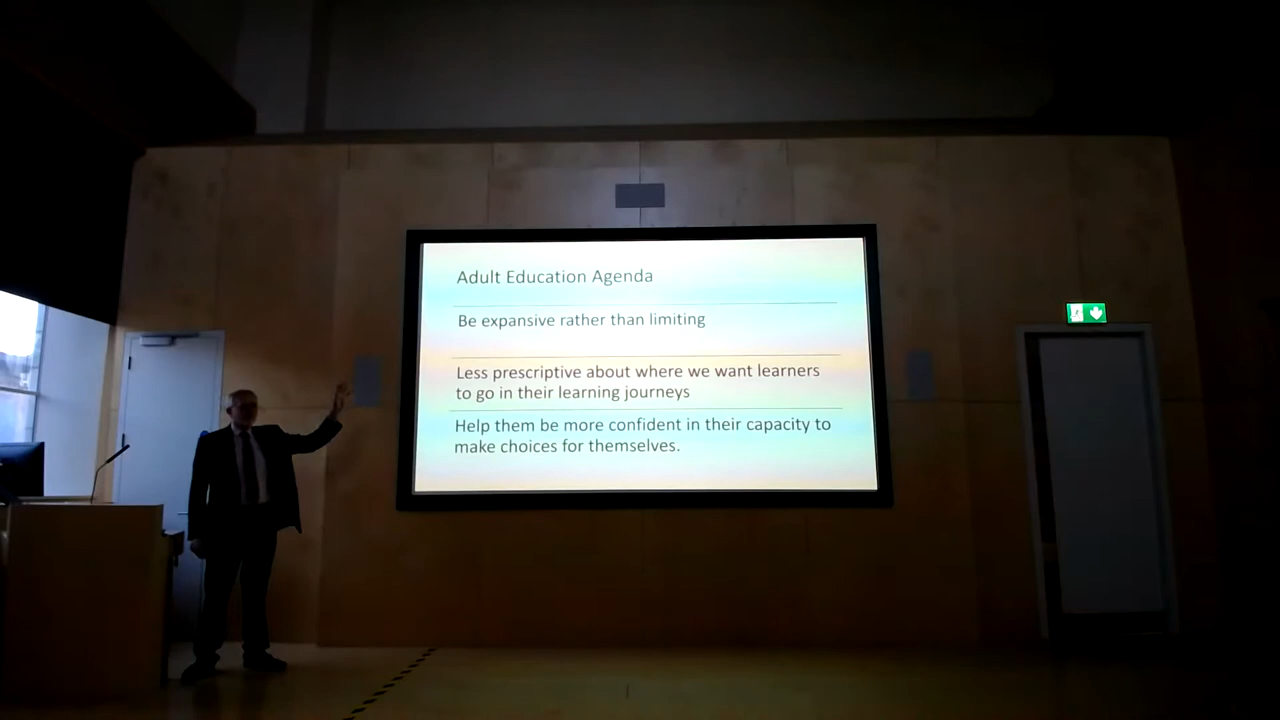 Adult Education Agenda
Be expansive rather than limiting
Less prescriptive about where we want learners
to go in their learning journeys
Help them be more confident in their capacity to
make choices for themselves.